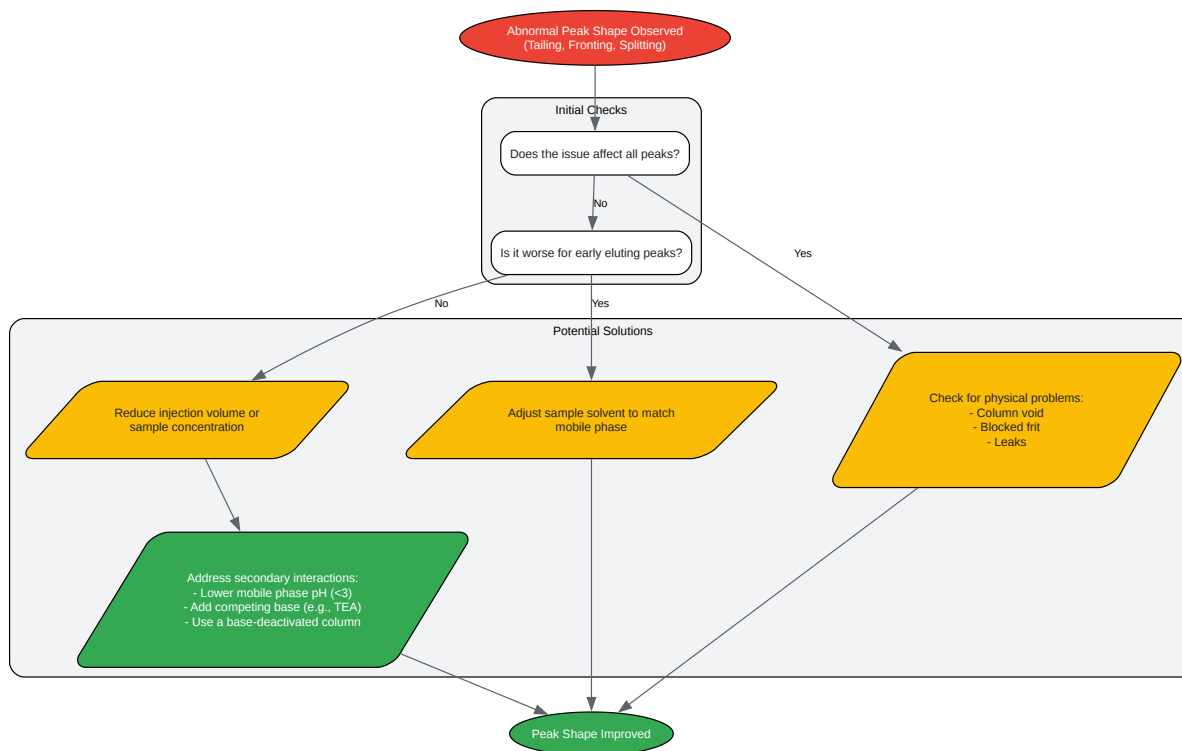 Abnormal Peak Shape Observed
(Tailing, Fronting, Splitting)
Initial Checks
Does the issue affect all peaks?
No
Is it worse for early eluting peaks?
Yes
No
Yes
Potential Solutions
Reduce injection volume or
sample concentration
Adjust sample solvent to match
mobile phase
Check for physical problems:
- Column void
- Blocked frit
- Leaks
Address secondary interactions:
- Lower mobile phase pH (<3)
- Add competing base (e.g., TEA)
- Use a base-deactivated column
Peak Shape Improved